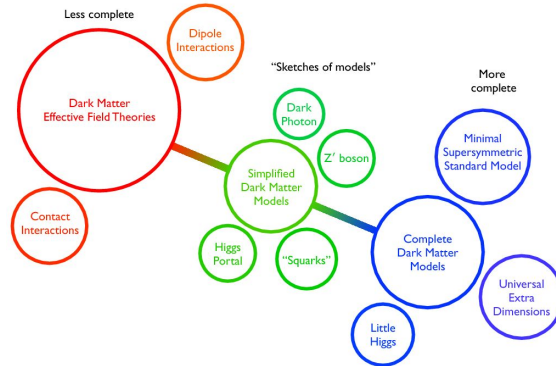 Less complete
Dipole
Interactions
Dark Matter
Effective Field Theories
Contact
Interactions
“Sketches of models”
Dark
Photon
Z′ boson
Simplified
Dark Matter
Models
Higgs
Portal
“Squarks”
More
complete
Minimal
Supersymmetric
Standard Model
Complete
Dark Matter
Models
Universal
Extra
Dimensions
Little
Higgs